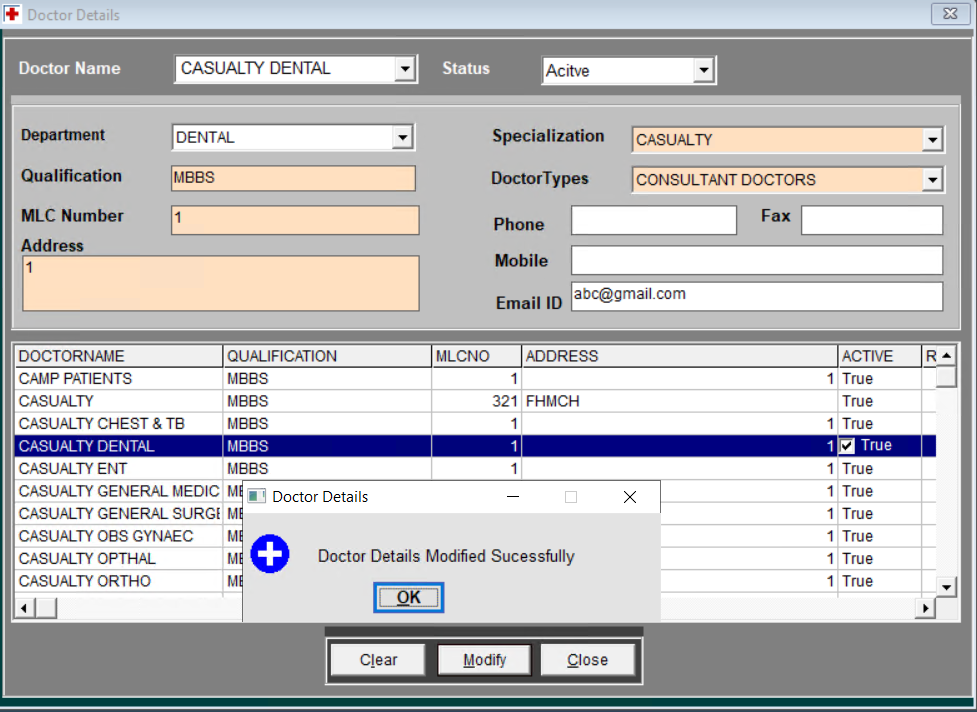 Doctor Details
Doctor Name CASUALTY DENTAL Status Acitve
Department DENTAL Specialization CASUALTY
Qualification MBBS DoctorTypes CONSULTANT DOCTORS
MLC Number 1 Phone Fax
Address Mobile
1
Email ID abc@gmail.com
DOCTORNAME QUALIFICATION MLCNO ADDRESS ACTIVE R
CAMP PATIENTS MBBS 1 1 True
CASUALTY MBBS 321 FHMCH True
CASUALTY CHEST & TB MBBS 1 1 True
CASUALTY DENTAL MBBS 1 1 True
CASUALTY ENT MBBS 1 1 True
CASUALTY GENERAL MEDIC 1 True
CASUALTY GENERAL SURGE 1 True
CASUALTY OBS GYNAEC 1 True
CASUALTY OPTHAL 1 True
CASUALTY ORTHO 1 True
Doctor Details
Doctor Details Modified Sucessfully
OK
Clear Modify Close